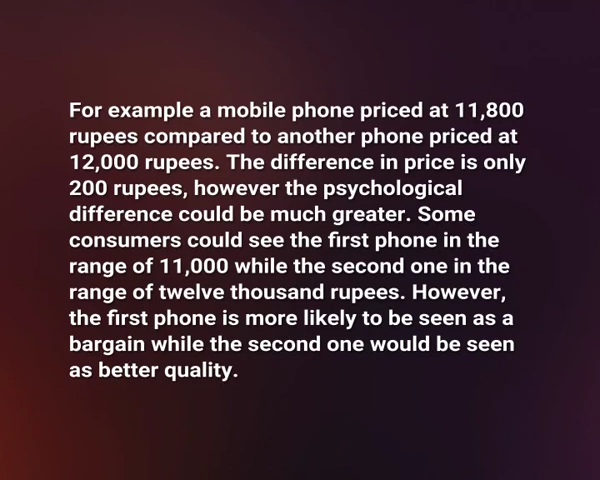 For example a mobile phone priced at 11,800
rupees compared to another phone priced at
12,000 rupees. The difference in price is only
200 rupees, however the psychological
difference could be much greater. Some
consumers could see the first phone in the
range of 11,000 while the second one in the
range of twelve thousand rupees. However,
the first phone is more likely to be seen as a
bargain while the second one would be seen
as better quality.